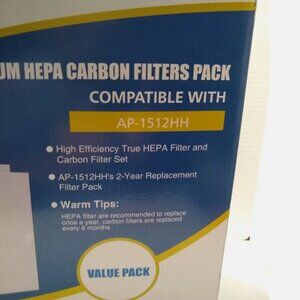 UM HEPA CARBON FILTERS PACK
COMPATIBLE WITH
AP-1512HH
High Efficiency True HEPA Filter and
Carbon Filter Set
AP-1512HH's 2-Year Replacement
Filter Pack
Warm Tips:
HEPA filter are recommended to replace
once a year, carbon filters are replaced
every 6 months
VALUE PACK